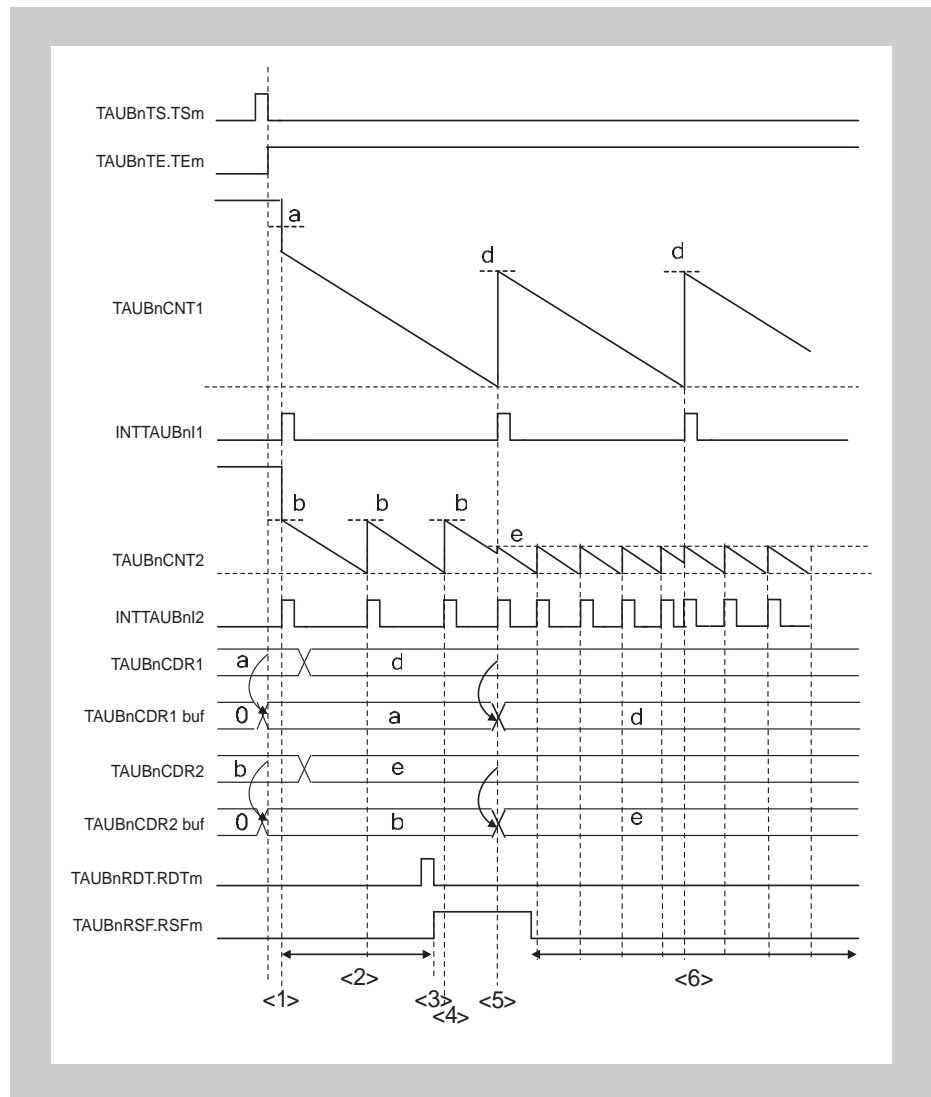 TAUBnTS.TSm
TAUBnTE.TEm
a
d
d
TAUBnCNT1
INTTAUBnI1
b
b
b
e
TAUBnCNT2
INTTAUBnI2
TAUBnCDR1
a
d
TAUBnCDR1 buf
0
a
d
TAUBnCDR2
b
e
TAUBnCDR2 buf
0
b
e
TAUBnRDT.RDTm
TAUBnRSF.RSFm
<2>
<6>
<1>
<3>
<5>
<4>